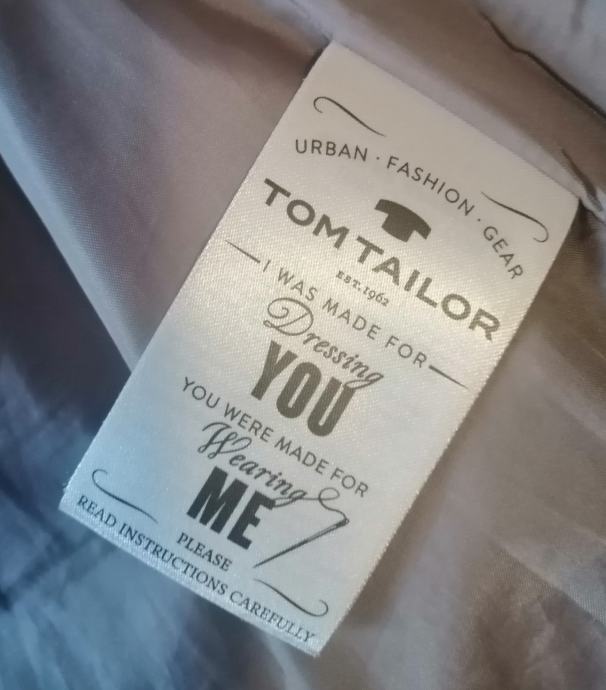 URBAN · FASHION · GEAR
TOM TAILOR
EST.1962
I WAS MADE FOR
Dressing
YOU
YOU WERE MADE FOR
Wearing
ME
PLEASE
READ INSTRUCTIONS CAREFULLY